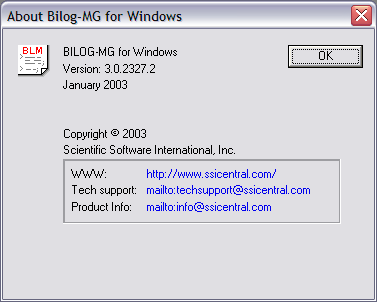 About Bilog-MG for Windows
BLM
BILOG-MG for Windows
OK
Version: 3.0.2327.2
January 2003
Copyright © 2003
Scientific Software International, Inc.
WWW: http://www.ssicentral.com/
Tech support: mailto:techsupport@ssicentral.com
Product Info: mailto:info@ssicentral.com